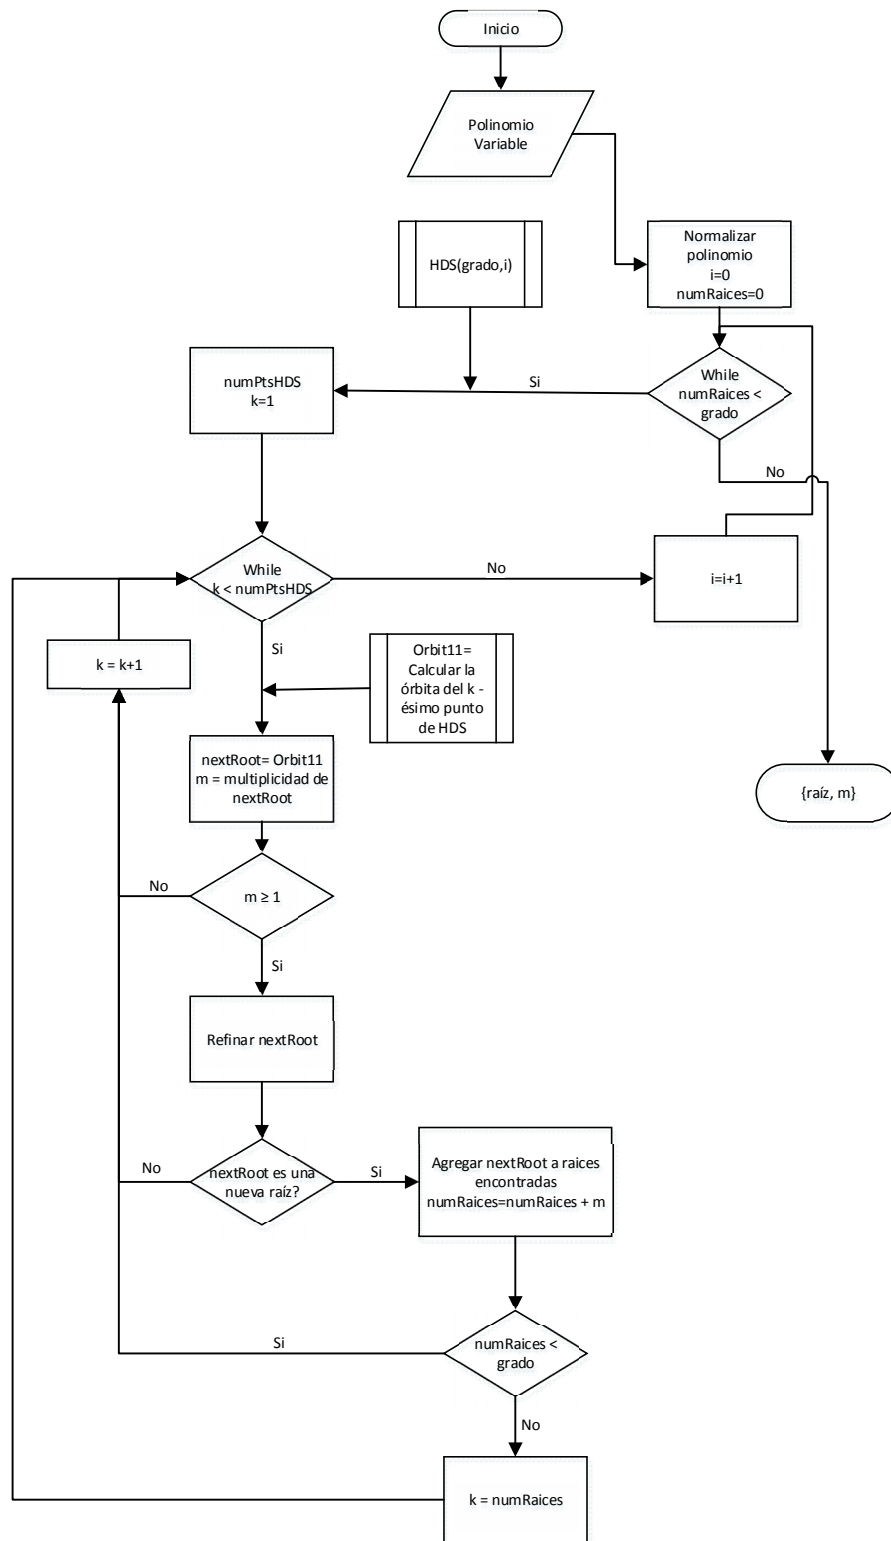 Inicio
Polinomio
Variable
Normalizar
polinomio
i=0
numRaices=0
HDS(grado,i)
While
numRaices <
grado
Si
numPtsHDS
k=1
No
While
k < numPtsHDS
No
i=i+1
Si
k = k+1
Orbit11=
Calcular la
órbita del k -
ésimo punto
de HDS
nextRoot= Orbit11
m = multiplicidad de
nextRoot
{raíz, m}
No
m ≥ 1
Si
Refinar nextRoot
No
nextRoot es una
nueva raíz?
Si
Agregar nextRoot a raices
encontradas
numRaices=numRaices + m
Si
numRaices <
grado
No
k = numRaices